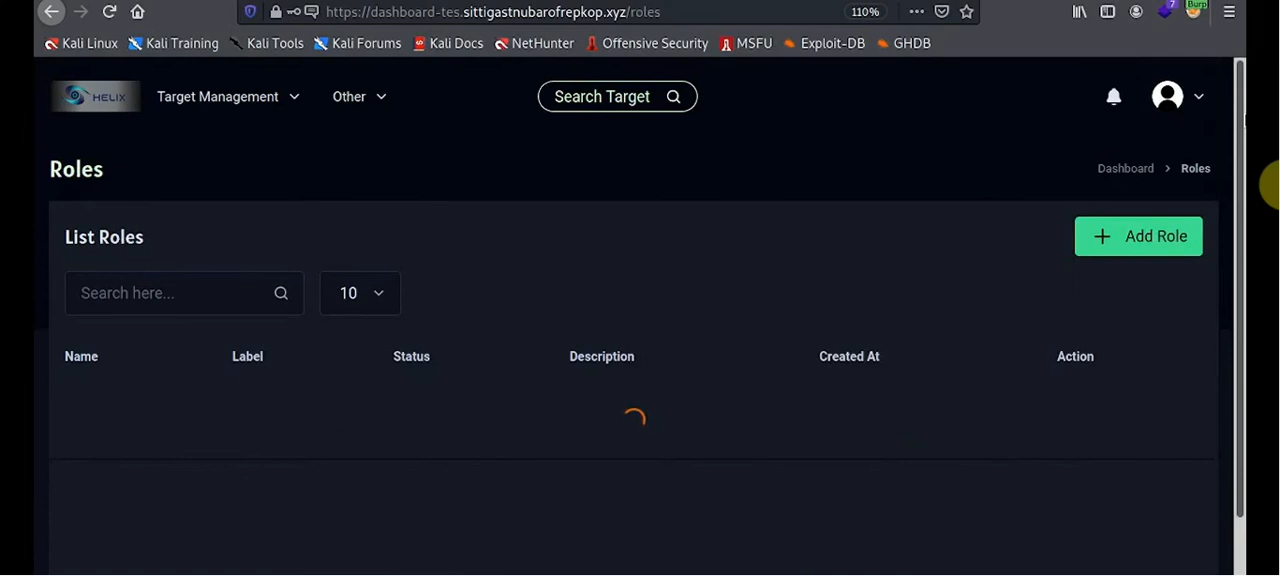 https://dashboard-tes.sittigastnubarofrepkop.xyz/roles 110% 7 Burp
Kali Linux Kali Training Kali Tools Kali Forums Kali Docs NetHunter Offensive Security MSFU Exploit-DB GHDB
HELIX Target Management Other Search Target
Roles Dashboard > Roles
List Roles + Add Role
Search here... 10
Name Label Status Description Created At Action